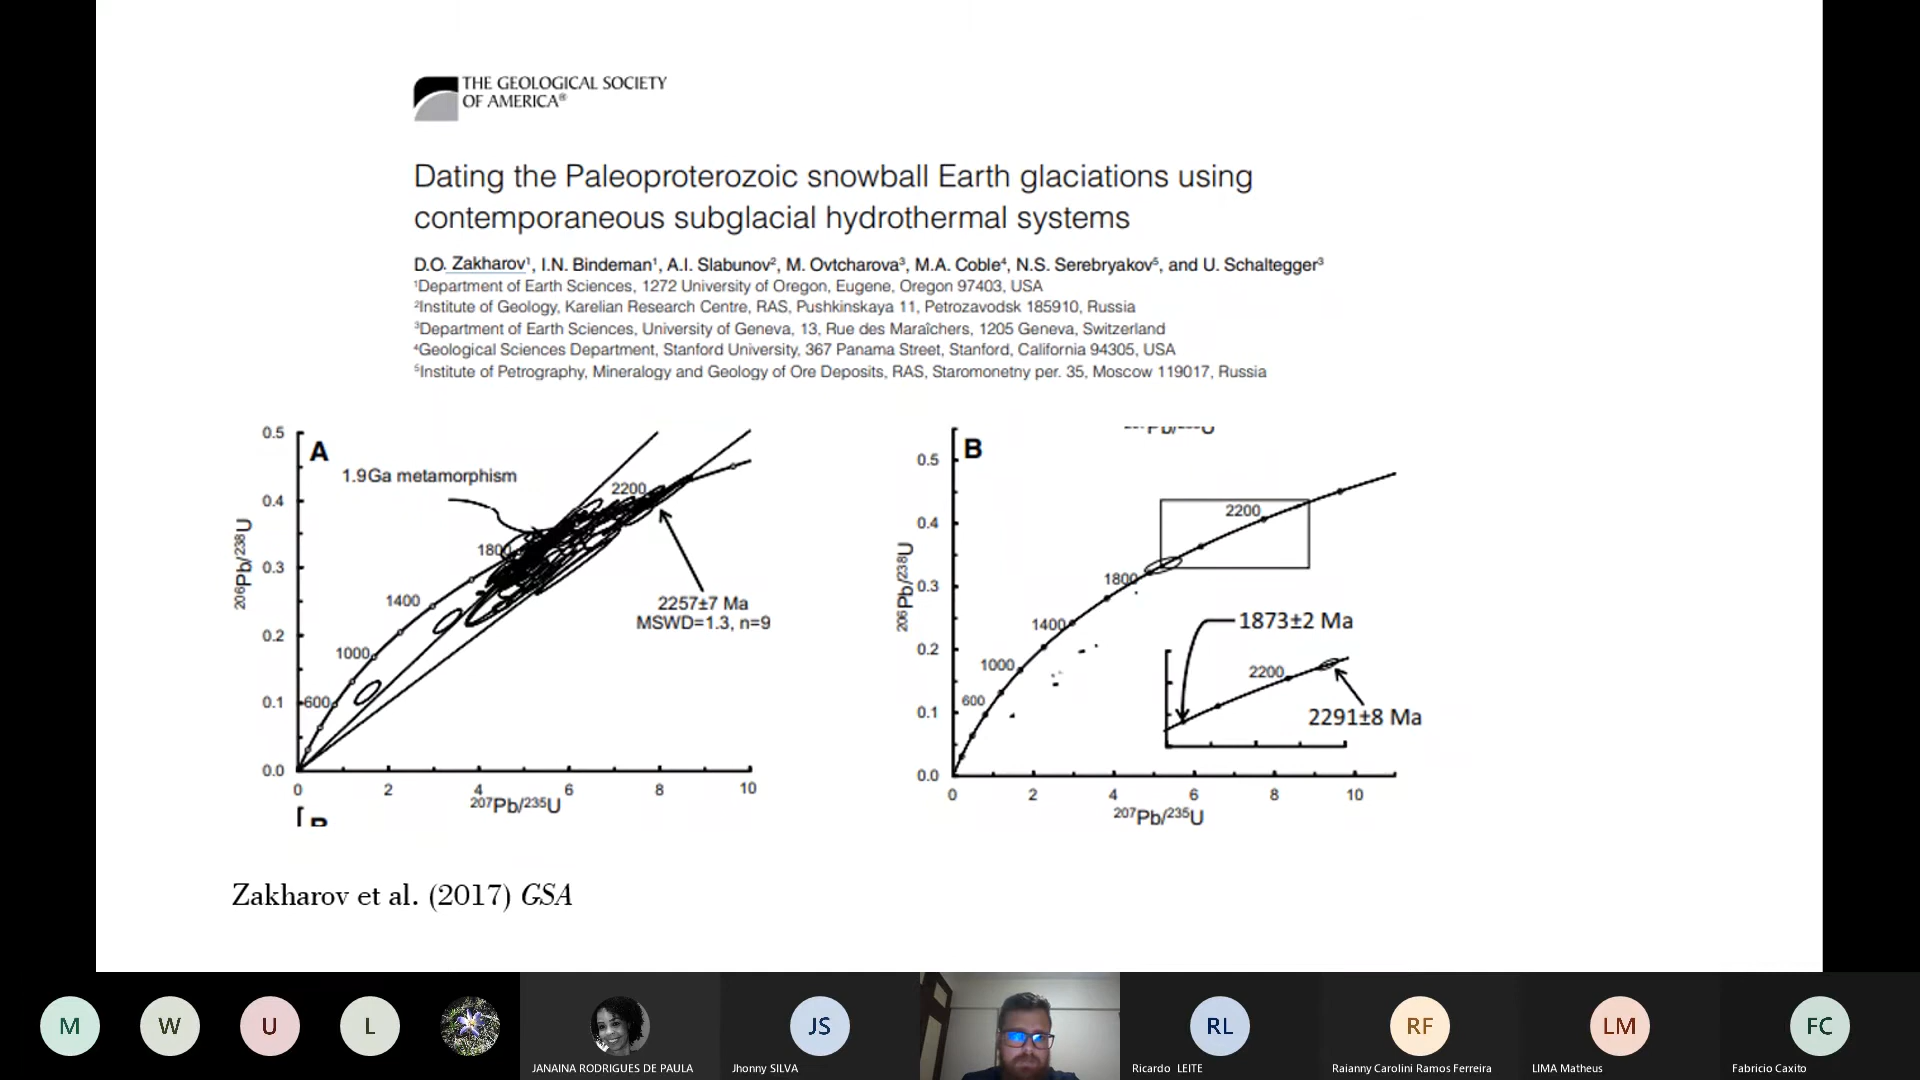 THE GEOLOGICAL SOCIETY
OF AMERICA®
Dating the Paleoproterozoic snowball Earth glaciations using
contemporaneous subglacial hydrothermal systems
D.O. Zakharov¹, I.N. Bindeman¹, A.I. Slabunov², M. Ovtcharova³, M.A. Coble⁴, N.S. Serebryakov⁵, and U. Schaltegger³
¹Department of Earth Sciences, 1272 University of Oregon, Eugene, Oregon 97403, USA
²Institute of Geology, Karelian Research Centre, RAS, Pushkinskaya 11, Petrozavodsk 185910, Russia
³Department of Earth Sciences, University of Geneva, 13, Rue des Maraîchers, 1205 Geneva, Switzerland
⁴Geological Sciences Department, Stanford University, 367 Panama Street, Stanford, California 94305, USA
⁵Institute of Petrography, Mineralogy and Geology of Ore Deposits, RAS, Staromonetny per. 35, Moscow 119017, Russia
A
0.5
0.4
0.3
0.2
0.1
0.0
²⁰⁶Pb/²³⁸U
1.9Ga metamorphism
2200
1800
1400
1000
600
2257±7 Ma
MSWD=1.3, n=9
0 2 4 6 8 10
²⁰⁷Pb/²³⁵U
B
0.5
0.4
0.3
0.2
0.1
0.0
²⁰⁶Pb/²³⁸U
2200
1800
1400
1000
600
1873±2 Ma
2200
2291±8 Ma
0 2 4 6 8 10
²⁰⁷Pb/²³⁵U
Zakharov et al. (2017) GSA
M
W
U
L
JANAINA RODRIGUES DE PAULA
JS
Jhonny SILVA
RL
Ricardo LEITE
RF
Raianny Carolini Ramos Ferreira
LM
LIMA Matheus
FC
Fabricio Caxito